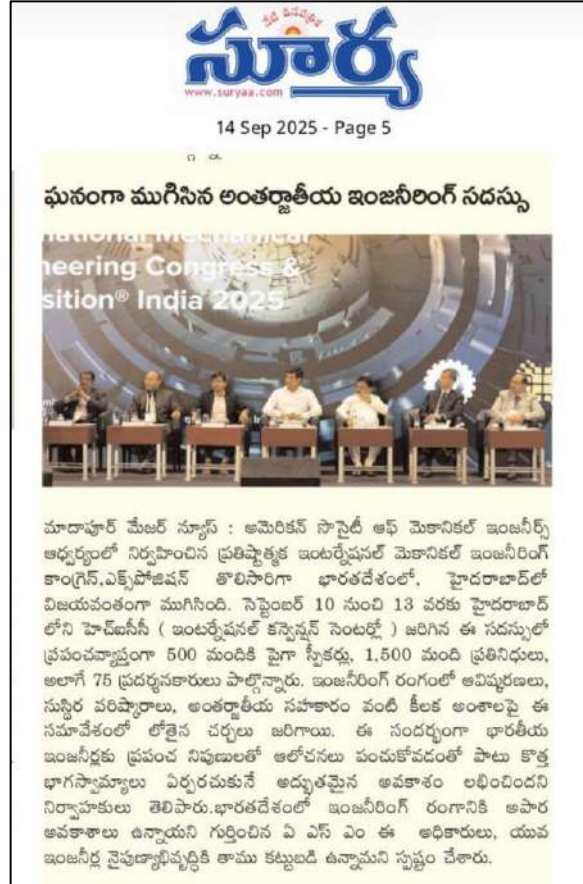 నేటి దినపత్రిక
సూర్య
www.suryaa.com
14 Sep 2025 - Page 5
ఘనంగా ముగిసిన అంతర్జాతీయ ఇంజనీరింగ్ సదస్సు
national Mechanical
neering Congress &
sition® India 2025
మాదాపూర్ మేజర్ న్యూస్ : అమెరికన్ సొసైటీ ఆఫ్ మెకానికల్ ఇంజనీర్స్
ఆధ్వర్యంలో నిర్వహించిన ప్రతిష్టాత్మక ఇంటర్నేషనల్ మెకానికల్ ఇంజనీరింగ్
కాంగ్రెస్,ఎక్స్‌పోజిషన్ తొలిసారిగా భారతదేశంలో, హైదరాబాద్‌లో
విజయవంతంగా ముగిసింది. సెప్టెంబర్ 10 నుంచి 13 వరకు హైదరాబాద్
లోని హెచ్ఐసీసీ ( ఇంటర్నేషనల్ కన్వెన్షన్ సెంటర్లో ) జరిగిన ఈ సదస్సులో
ప్రపంచవ్యాప్తంగా 500 మందికి పైగా స్పీకర్లు, 1,500 మంది ప్రతినిధులు,
అలాగే 75 ప్రదర్శనకారులు పాల్గొన్నారు. ఇంజనీరింగ్ రంగంలో ఆవిష్కరణలు,
సుస్థిర పరిష్కారాలు, అంతర్జాతీయ సహకారం వంటి కీలక అంశాలపై ఈ
సమావేశంలో లోతైన చర్చలు జరిగాయి. ఈ సందర్భంగా భారతీయ
ఇంజనీర్లకు ప్రపంచ నిపుణులతో ఆలోచనలు పంచుకోవడంతో పాటు కొత్త
భాగస్వామ్యాలు ఏర్పరచుకునే అద్భుతమైన అవకాశం లభించిందని
నిర్వాహకులు తెలిపారు.భారతదేశంలో ఇంజనీరింగ్ రంగానికి అపార
అవకాశాలు ఉన్నాయని గుర్తించిన ఏ ఎస్ ఎం ఈ అధికారులు, యువ
ఇంజనీర్ల నైపుణ్యాభివృద్ధికి తాము కట్టుబడి ఉన్నామని స్పష్టం చేశారు.